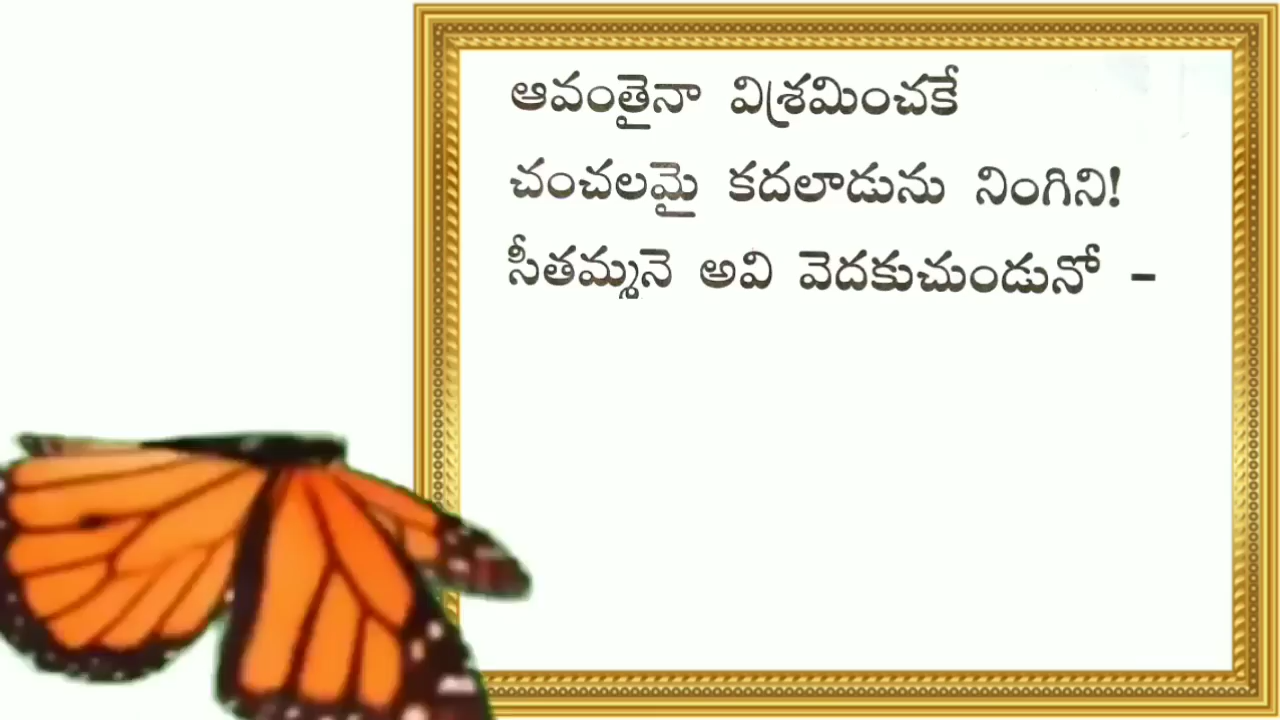 ఆవంతైనా విశ్రమించకే
చంచలమై కదలాడును నింగిని!
సీతమ్మనె అవి వెదకుచుండునో –